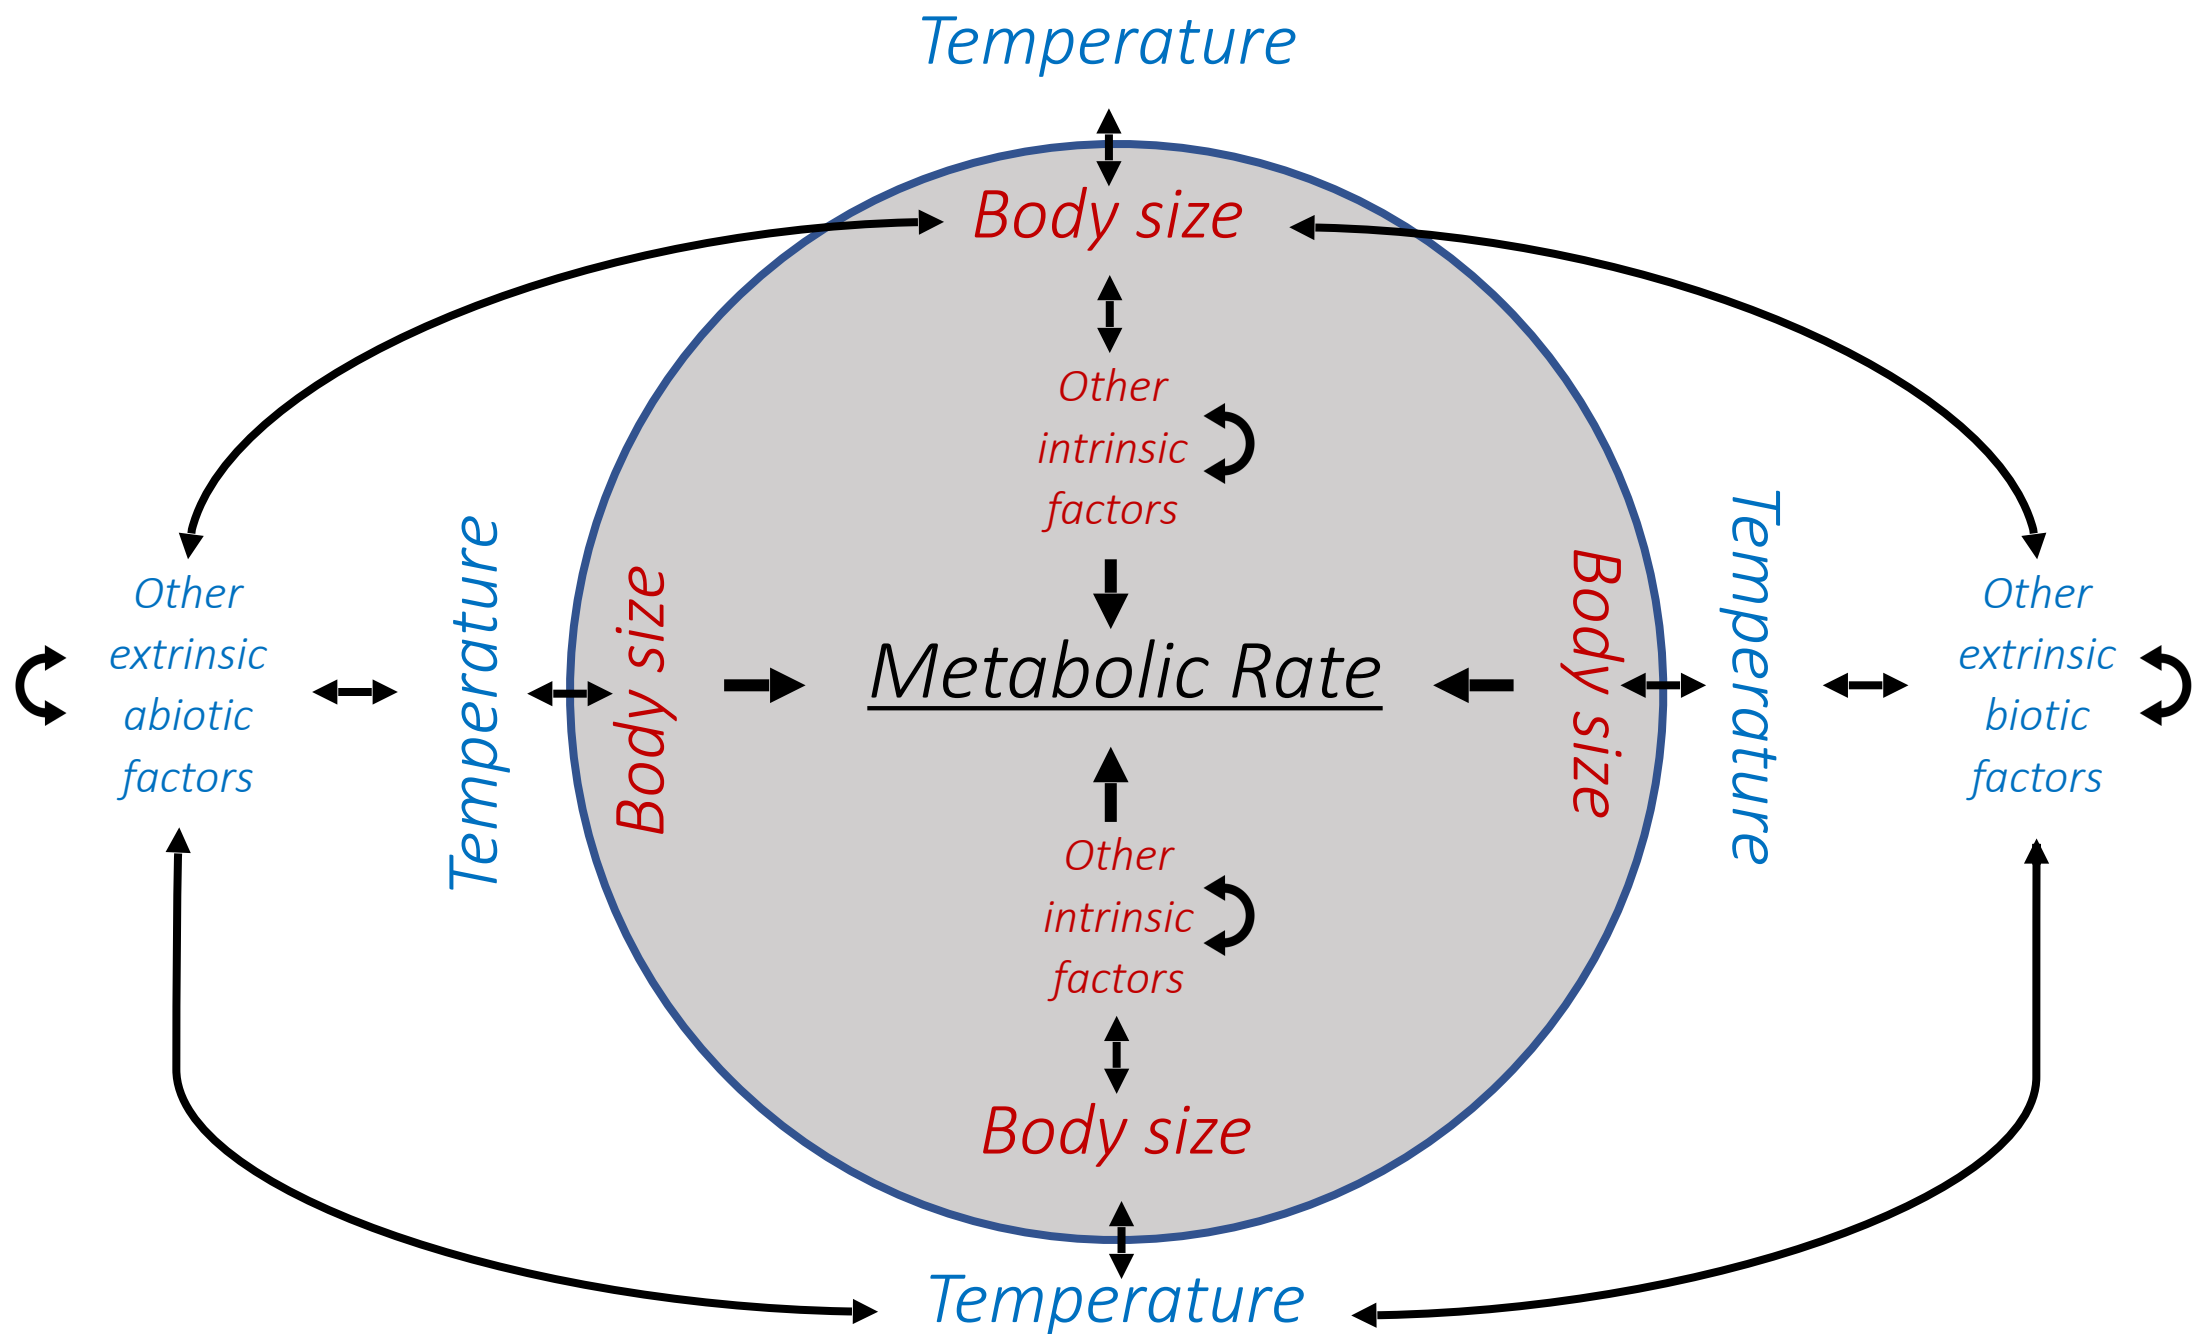 Temperature
Body size
Other
intrinsic
factors
Other
extrinsic
abiotic
factors
Temperature
Body size
Metabolic Rate
Body size
Temperature
Other
extrinsic
biotic
factors
Other
intrinsic
factors
Body size
Temperature